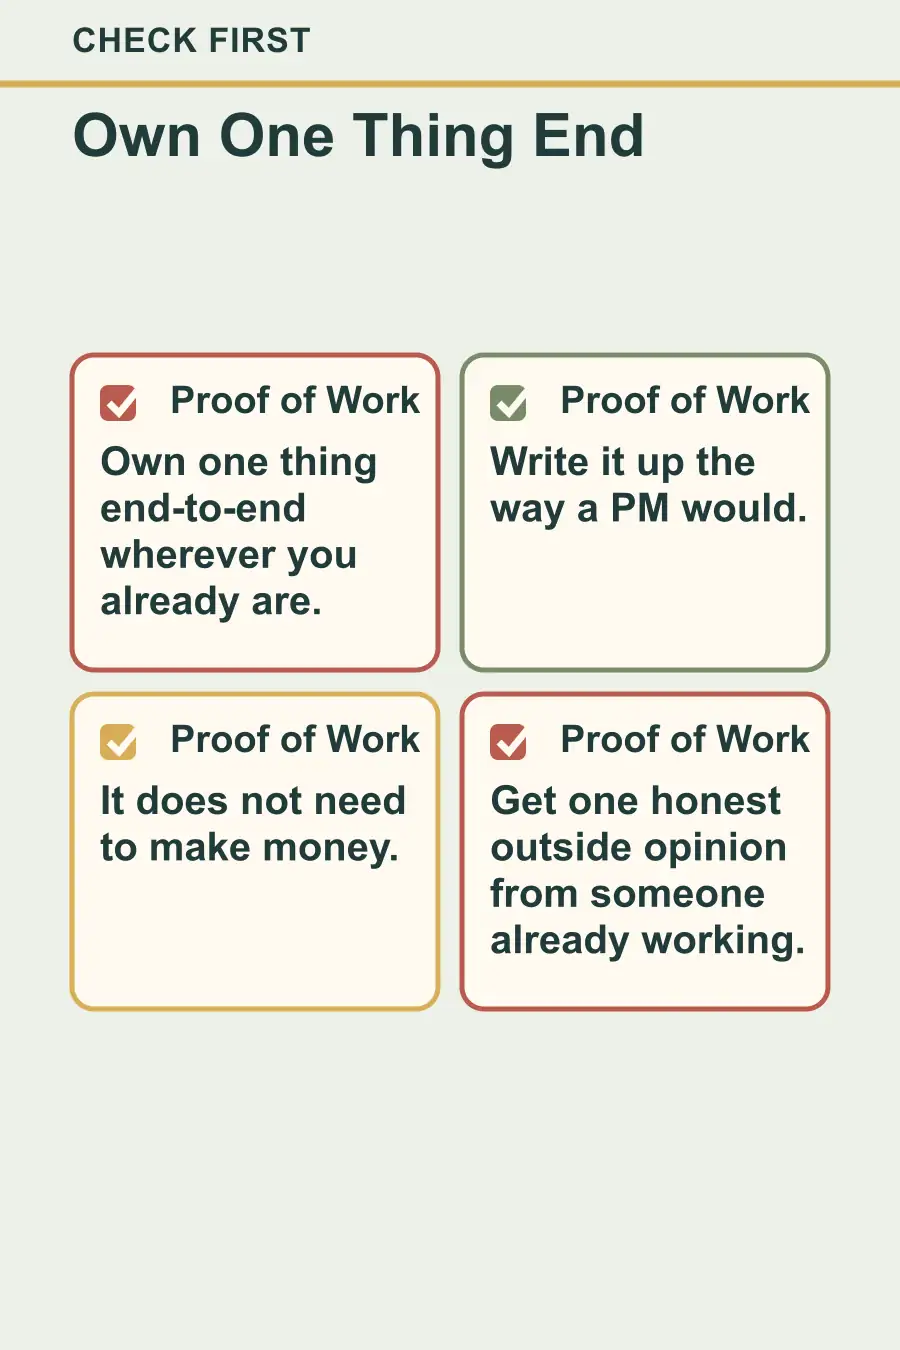 CHECK FIRST
Own One Thing End
Proof of Work
Own one thing
end-to-end
wherever you
already are.
Proof of Work
Write it up the
way a PM would.
Proof of Work
It does not need
to make money.
Proof of Work
Get one honest
outside opinion
from someone
already working.